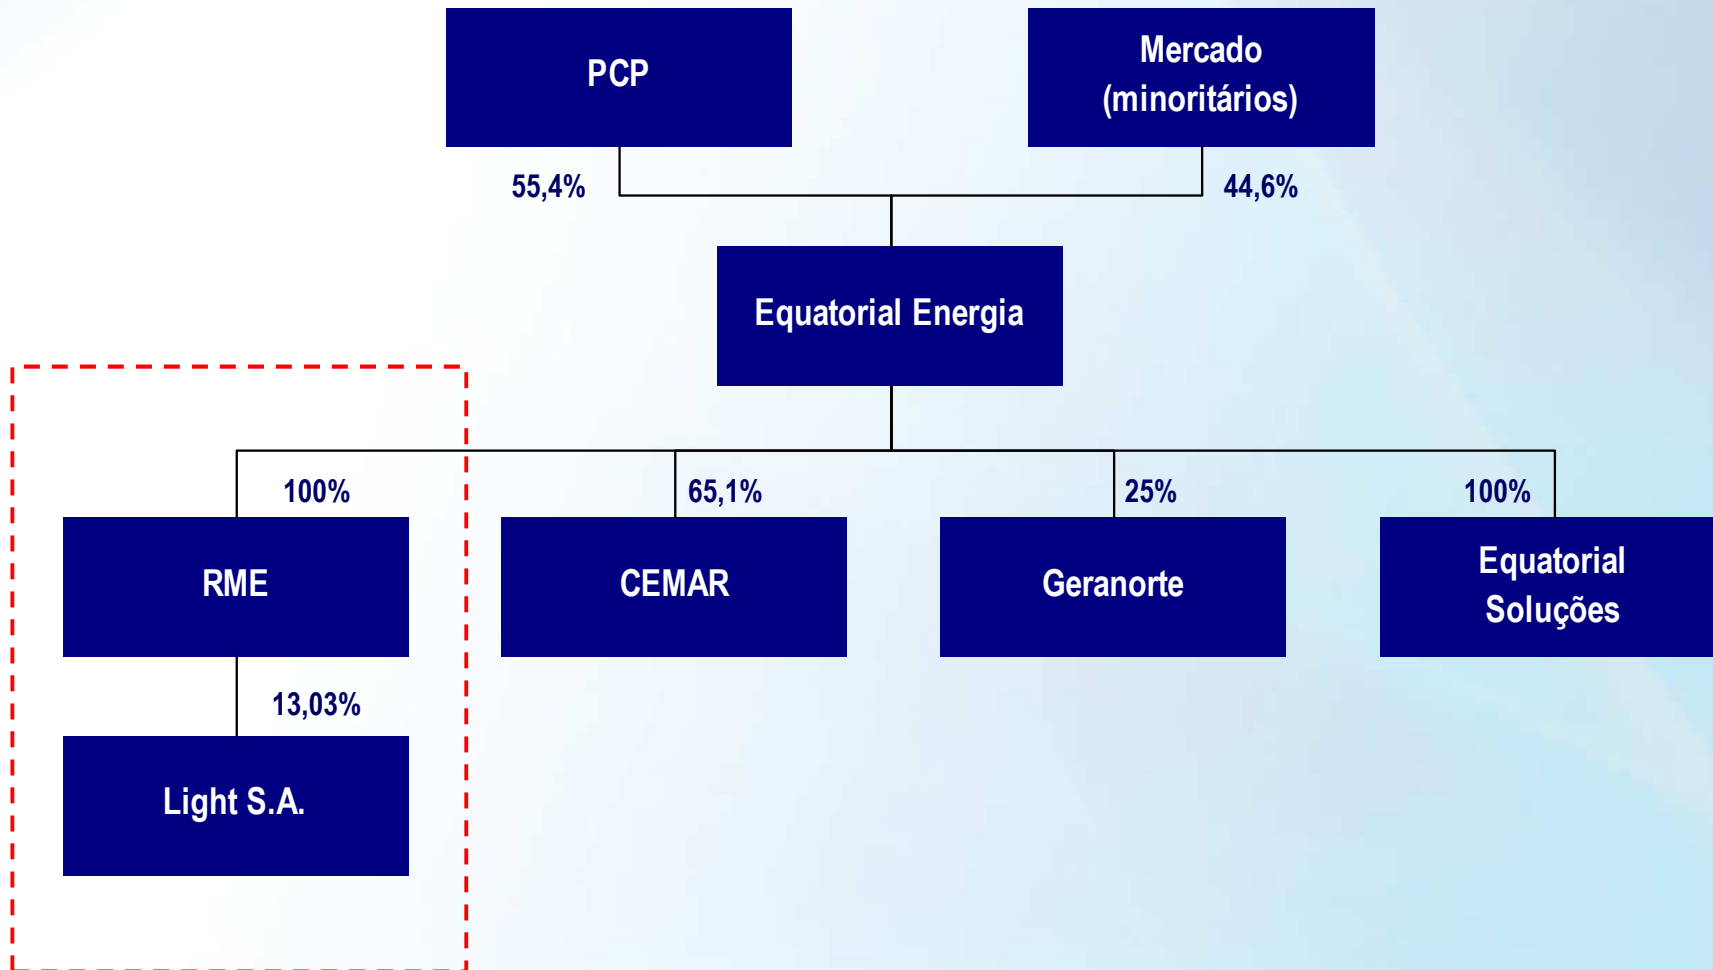 PCP
Mercado
(minoritários)
55,4%
44,6%
Equatorial Energia
100%
65,1%
25%
100%
RME
CEMAR
Geranorte
Equatorial
Soluções
13,03%
Light S.A.